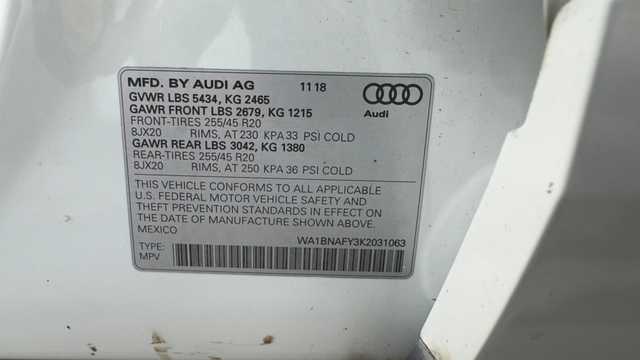 MFD. BY AUDI AG 11 18
GVWR LBS 5434, KG 2465
GAWR FRONT LBS 2679, KG 1215
FRONT-TIRES 255/45 R20
8JX20 RIMS, AT 230 KPA 33 PSI COLD
GAWR REAR LBS 3042, KG 1380
REAR-TIRES 255/45 R20
8JX20 RIMS, AT 250 KPA 36 PSI COLD
Audi
THIS VEHICLE CONFORMS TO ALL APPLICABLE
U.S. FEDERAL MOTOR VEHICLE SAFETY AND
THEFT PREVENTION STANDARDS IN EFFECT ON
THE DATE OF MANUFACTURE SHOWN ABOVE.
MEXICO
WA1BNAFY3K2031063
TYPE:
MPV